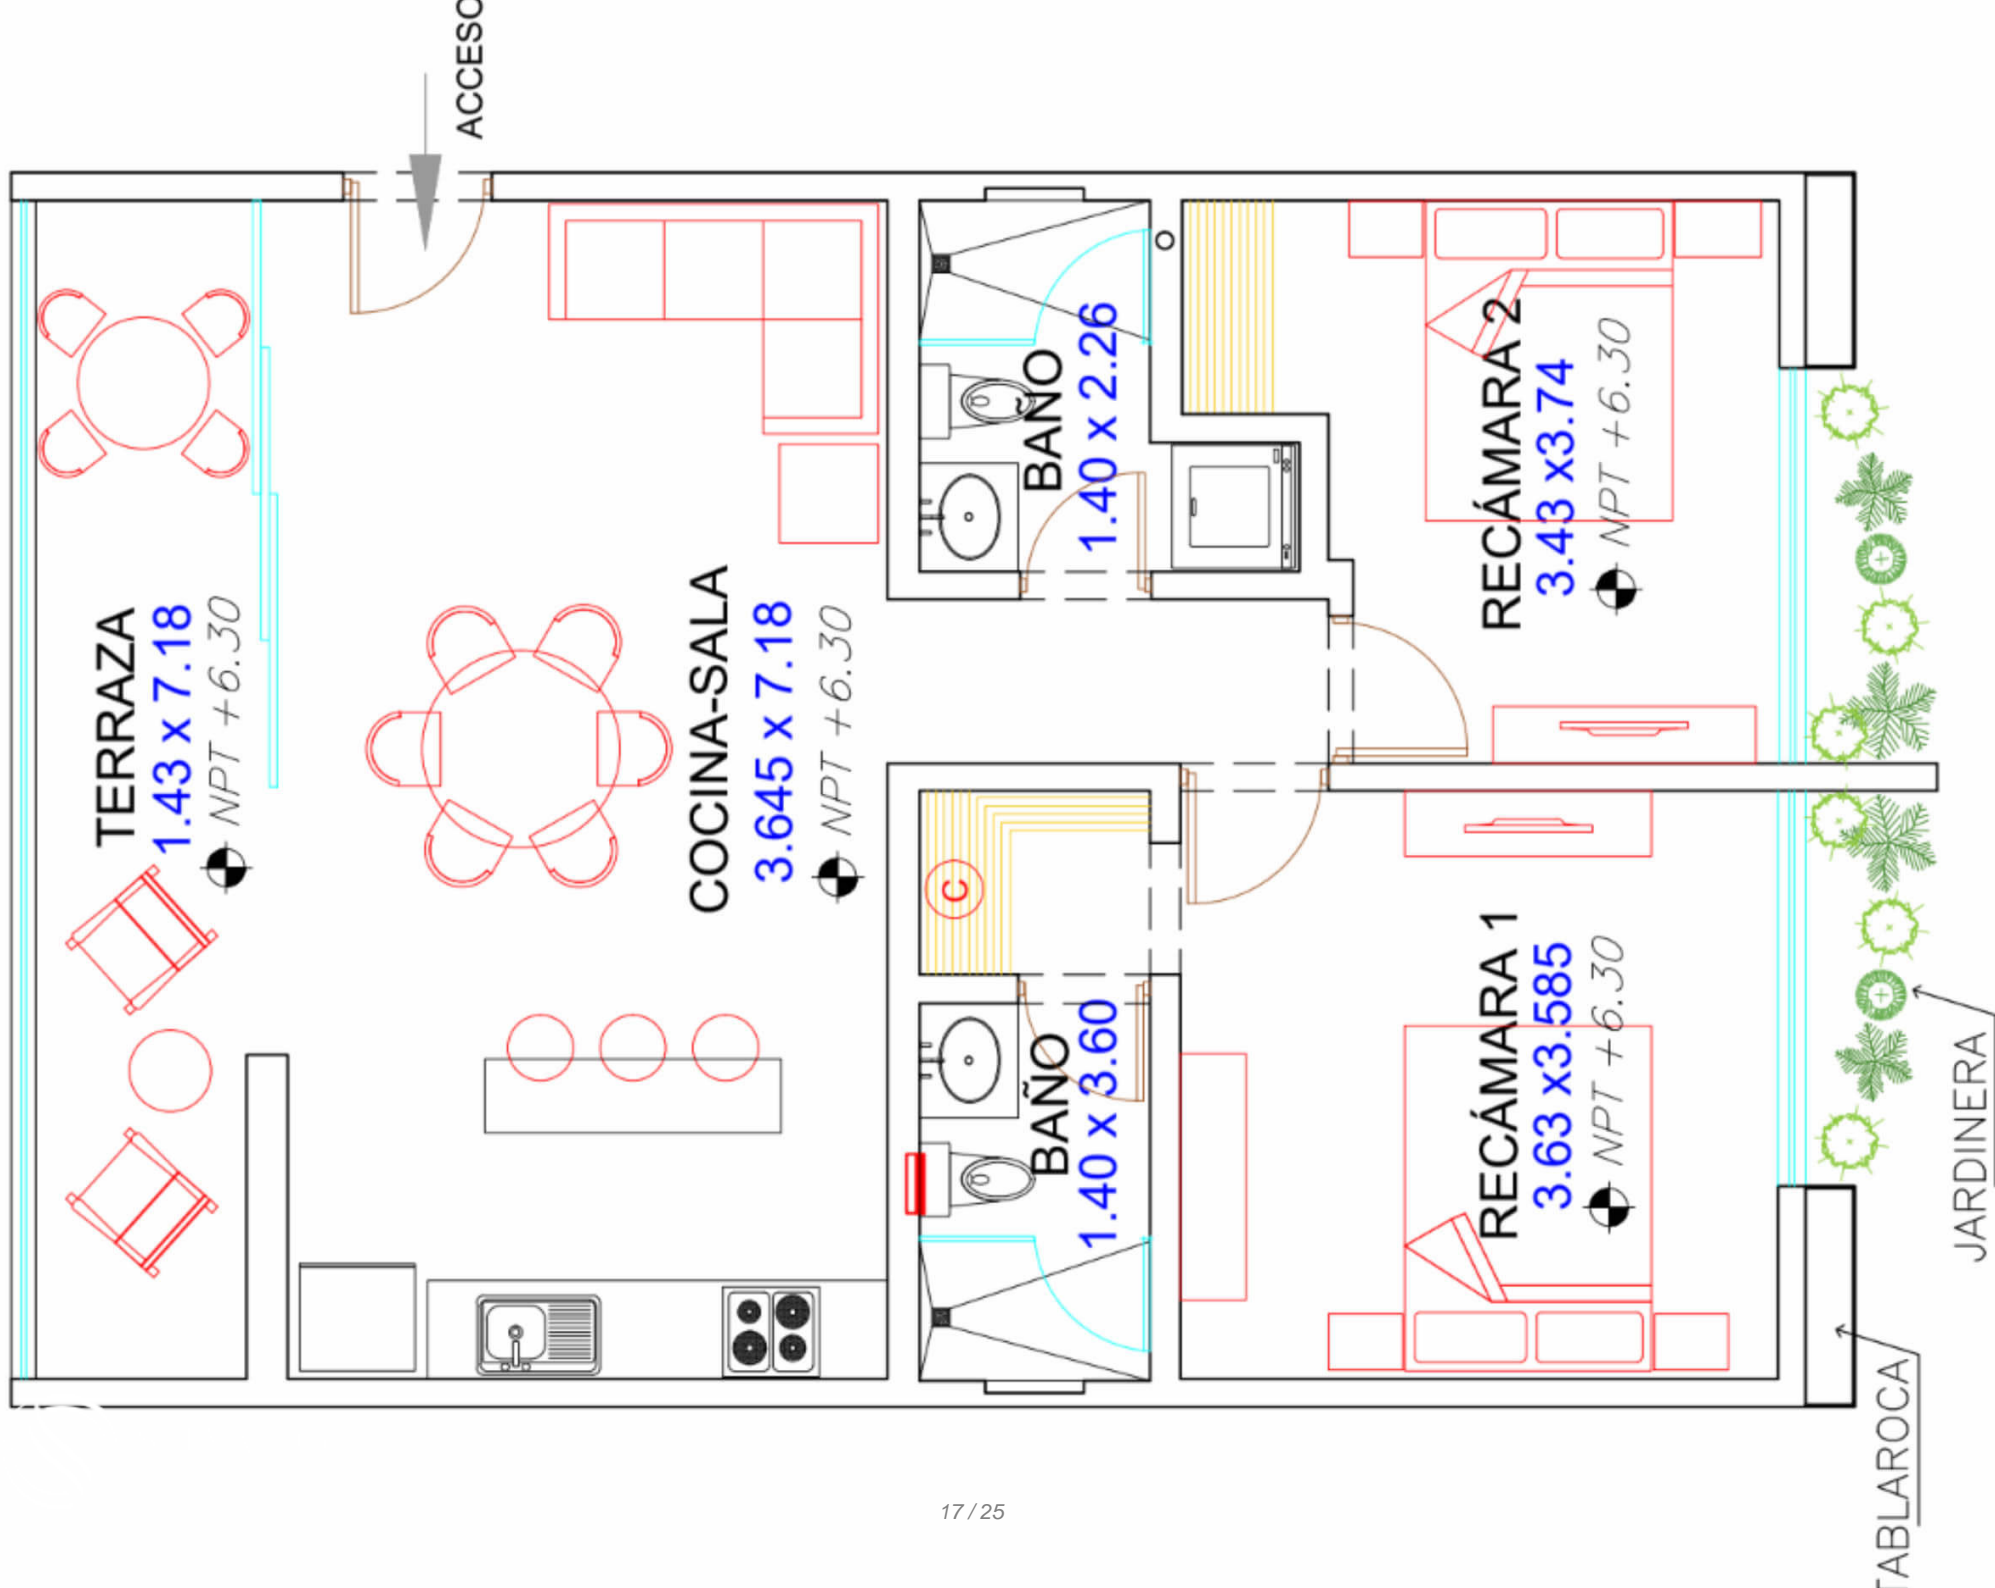 ACCESO
TERRAZA
1.43 x 7.18
NPT +6.30
COCINA-SALA
3.645 x 7.18
NPT +6.30
BAÑO
1.40 x 2.26
RECÁMARA 2
3.43 x3.74
NPT +6.30
C
BAÑO
1.40 x 3.60
RECÁMARA 1
3.63 x3.585
NPT +6.30
JARDINERA
TABLAROCA
17 / 25